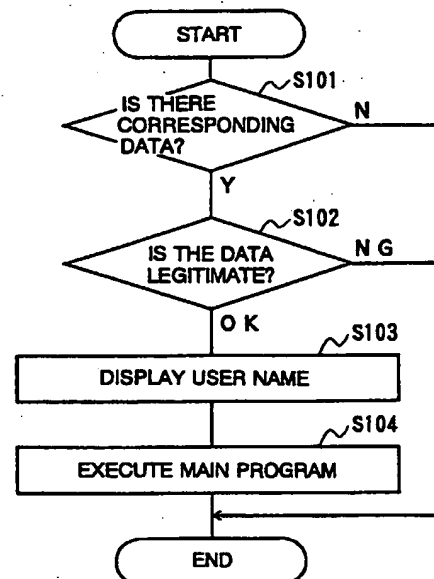 START
S101
IS THERE
CORRESPONDING
DATA?
N
Y
S102
IS THE DATA
LEGITIMATE?
N G
O K
S103
DISPLAY USER NAME
S104
EXECUTE MAIN PROGRAM
END